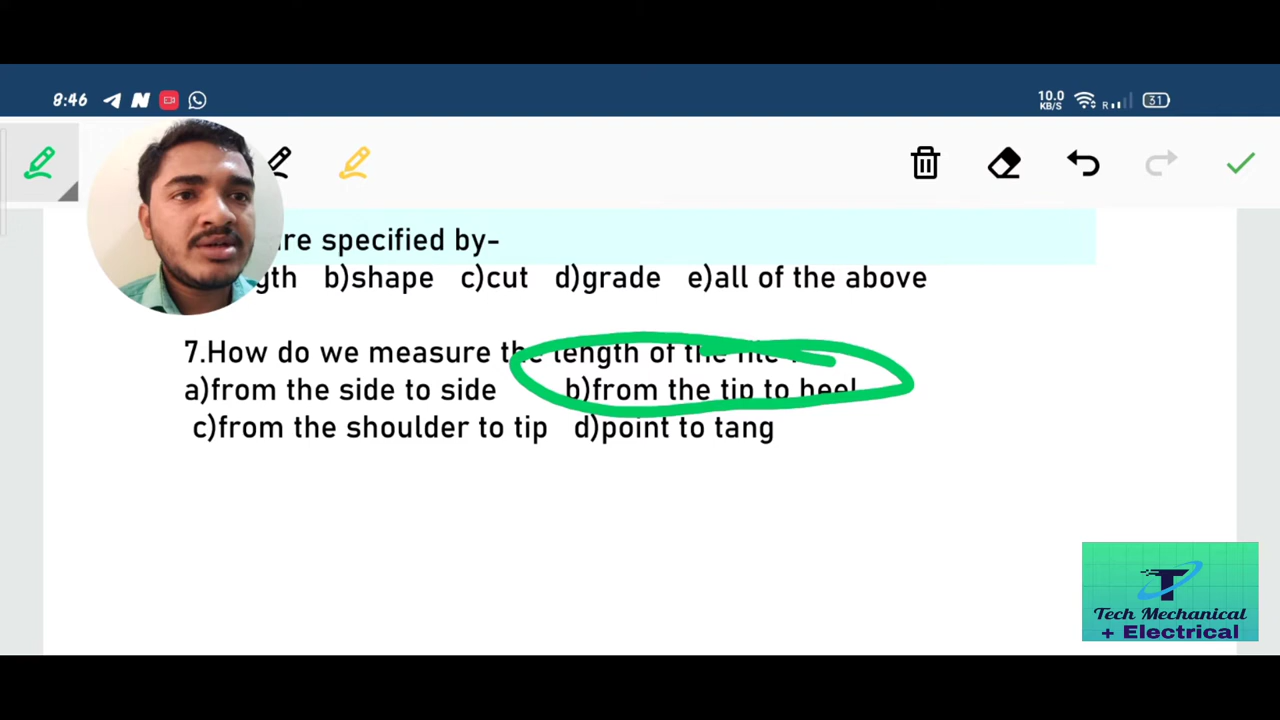 8:46
10.0
KB/S
R
31
re specified by-
gth b)shape c)cut d)grade e)all of the above
7.How do we measure the length of the file
a)from the side to side b)from the tip to heel
c)from the shoulder to tip d)point to tang
T
Tech Mechanical
+ Electrical